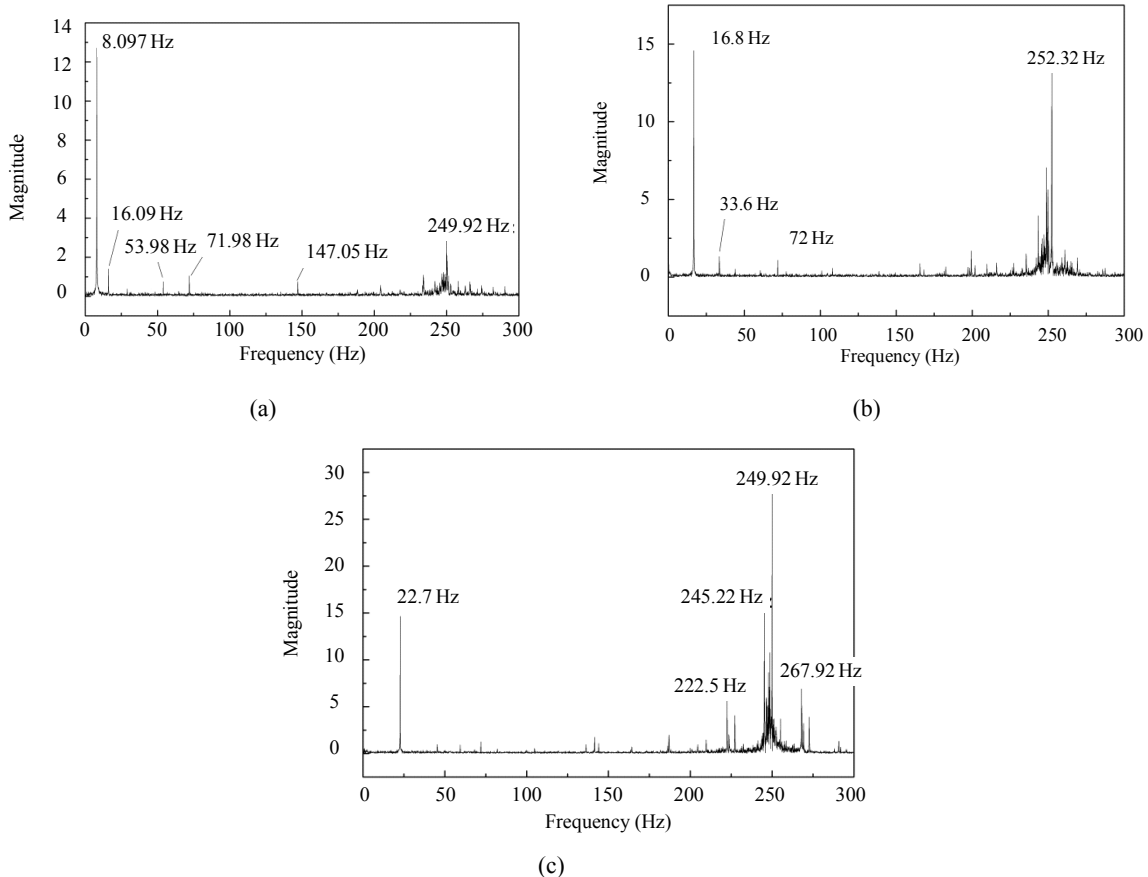 14
12
10
8
6
4
2
0
Magnitude
8.097 Hz
16.09 Hz
53.98 Hz
71.98 Hz
147.05 Hz
249.92 Hz
0 50 100 150 200 250 300
Frequency (Hz)
(a)
15
10
5
0
Magnitude
16.8 Hz
252.32 Hz
33.6 Hz
72 Hz
0 50 100 150 200 250 300
Frequency (Hz)
(b)
30
25
20
15
10
5
0
Magnitude
249.92 Hz
22.7 Hz
245.22 Hz
222.5 Hz
267.92 Hz
0 50 100 150 200 250 300
Frequency (Hz)
(c)